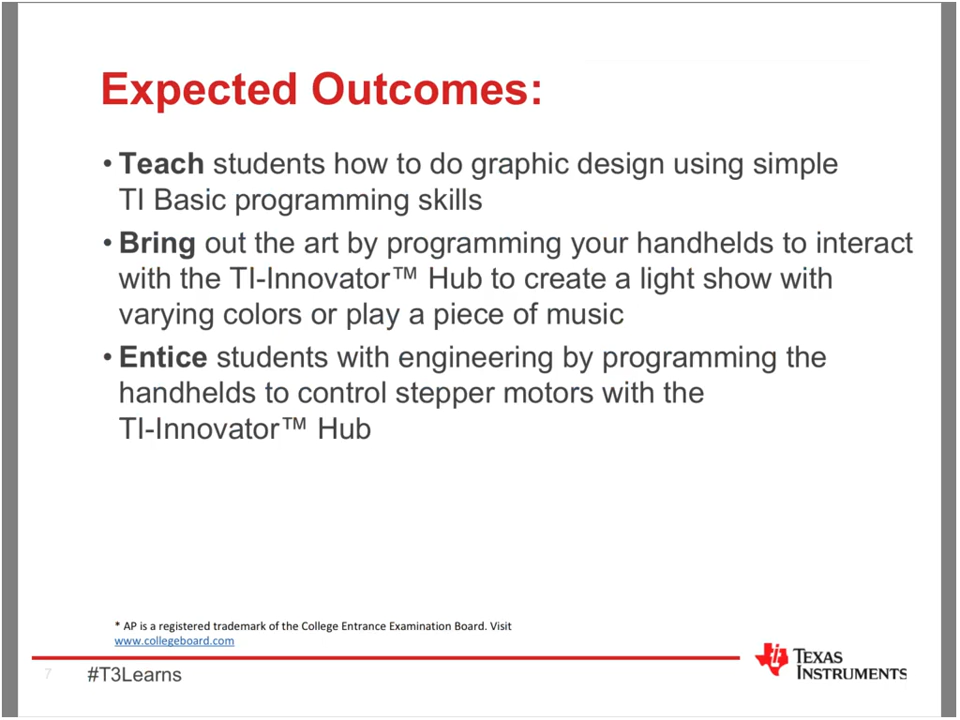 Expected Outcomes:
• Teach students how to do graphic design using simple
TI Basic programming skills
• Bring out the art by programming your handhelds to interact
with the TI-Innovator™ Hub to create a light show with
varying colors or play a piece of music
• Entice students with engineering by programming the
handhelds to control stepper motors with the
TI-Innovator™ Hub
* AP is a registered trademark of the College Entrance Examination Board. Visit
www.collegeboard.com
7
#T3Learns
TEXAS
INSTRUMENTS